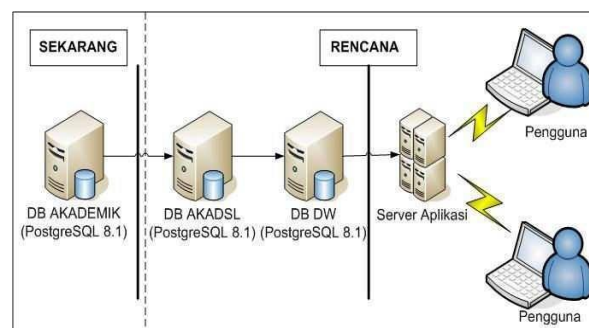 SEKARANG
RENCANA
Pengguna
DB AKADEMIK
(PostgreSQL 8.1)
DB AKADSL
(PostgreSQL 8.1)
DB DW
(PostgreSQL 8.1)
Server Aplikasi
Pengguna